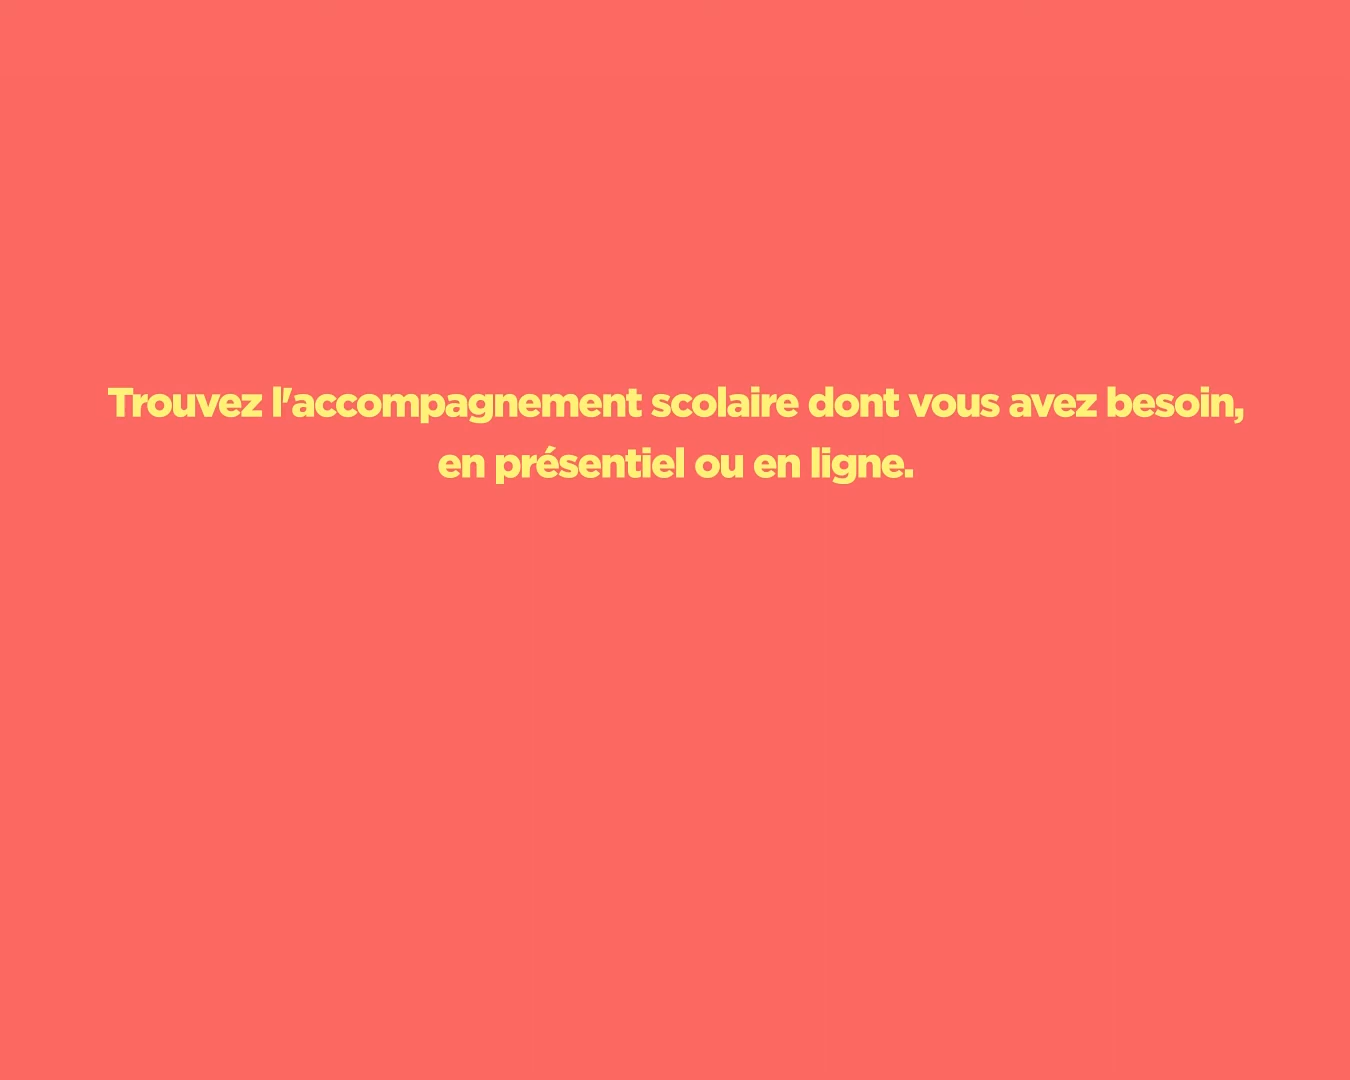 Trouvez l'accompagnement scolaire dont vous avez besoin,
en présentiel ou en ligne.